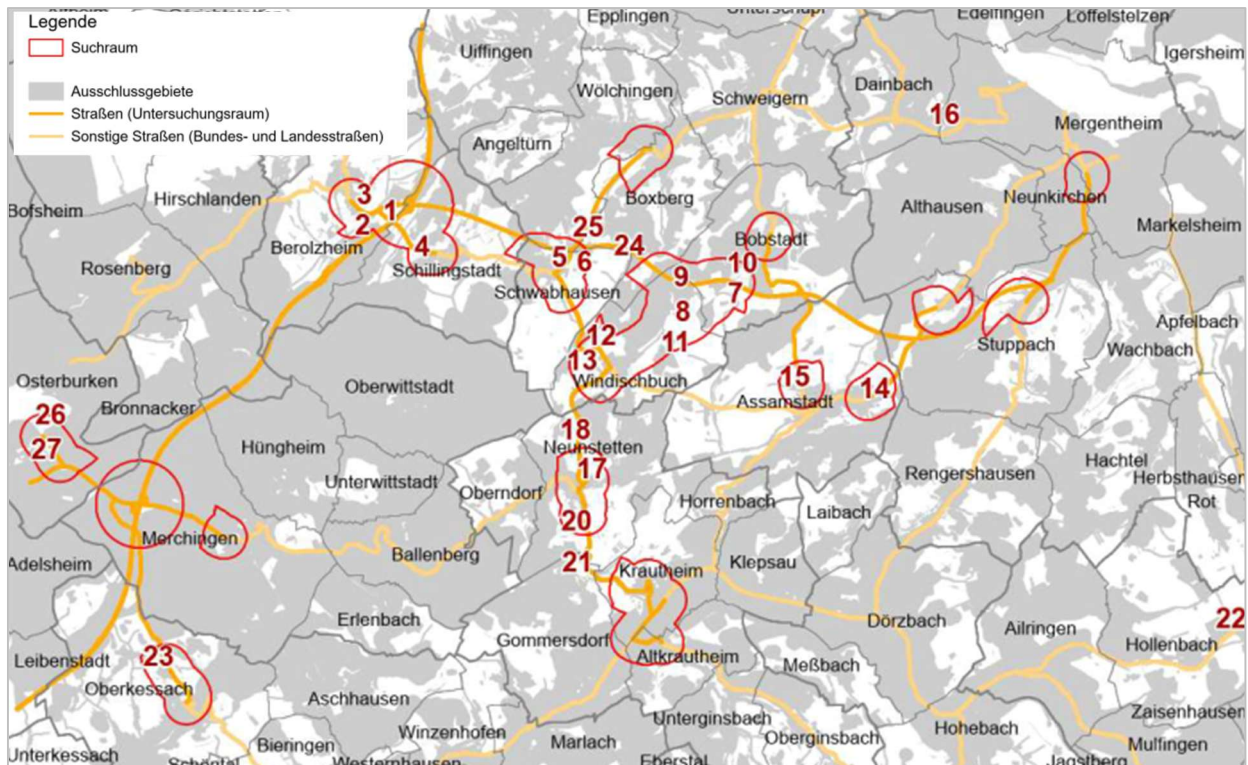 Legende
Suchraum
Ausschlussgebiete
Straßen (Untersuchungsraum)
Sonstige Straßen (Bundes- und Landesstraßen)
Epplingen
Edelfingen
Löffelstelzen
Uiffingen
Igersheim
Dainbach
Wölchingen
Schweigern
16
Mergentheim
Angeltürn
Hirschlanden
3
Boxberg
Neunkirchen
Bofsheim
1
Althausen
2
25
Markelsheim
Berolzheim
4
24
Bobstadt
Rosenberg
Schillingstadt
5
6
10
9
Schwabhausen
7
8
Apfelbach
12
11
Stuppach
Wachbach
13
Osterburken
Oberwittstadt
Windischbuch
15
14
Bronnacker
Assamstadt
26
18
27
Hüngheim
Neunstetten
17
Hachtel
Unterwittstadt
Rengershausen
Herbsthausen
Oberndorf
Horrenbach
Rot
Laibach
20
Merchingen
Ballenberg
21
Klepsau
Adelsheim
Krautheim
Erlenbach
Dörzbach
22
Ailringen
Gommersdorf
Hollenbach
23
Leibenstadt
Altkrautheim
Meßbach
Oberkessach
Aschhausen
Zaisenhausen
Unterginsbach
Winzenhofen
Hohebach
Oberginsbach
Bieringen
Marlach
Mulfingen
Unterkessach
Westernhausen
Eberstal
Jagstberg